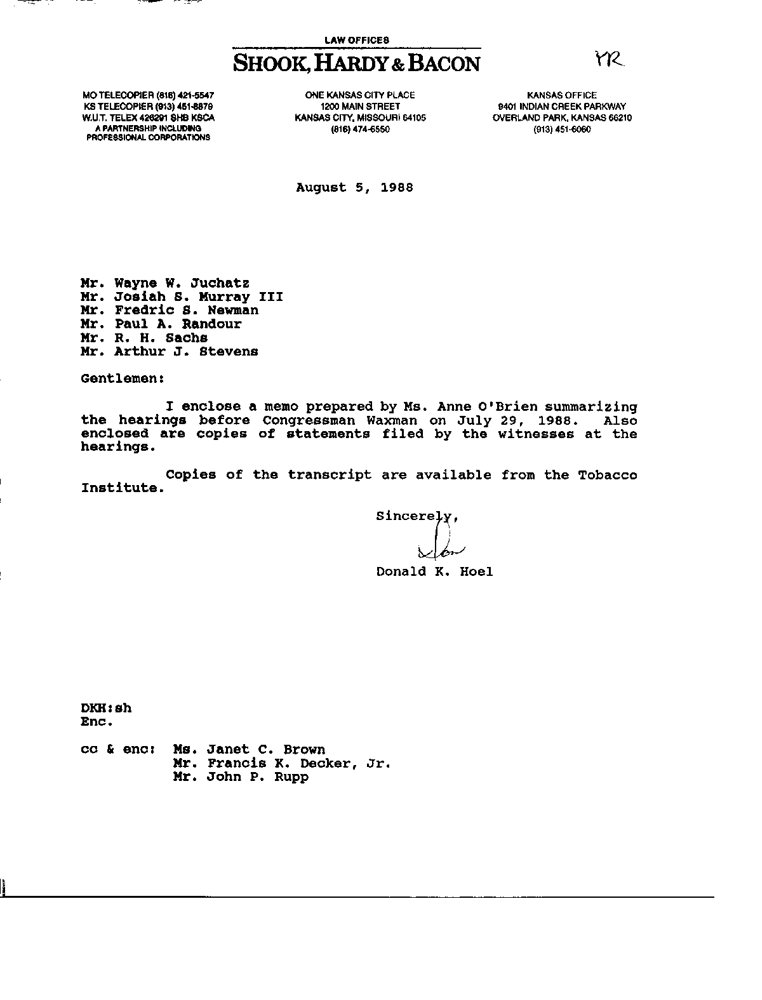 LAW OFFICES
SHOOK, HARDY & BACON
YR
MO TELECOPIER (816) 421-5547
KS TELECOPIER (913) 451-8879
W.U.T. TELEX 426291 SHB KSCA
A PARTNERSHIP INCLUDING
PROFESSIONAL CORPORATIONS
ONE KANSAS CITY PLACE
1200 MAIN STREET
KANSAS CITY, MISSOURI 64105
(816) 474-6550
KANSAS OFFICE
9401 INDIAN CREEK PARKWAY
OVERLAND PARK, KANSAS 66210
(913) 451-6060
August 5, 1988
Mr. Wayne W. Juchatz
Mr. Josiah S. Murray III
Mr. Fredric S. Newman
Mr. Paul A. Randour
Mr. R. H. Sachs
Mr. Arthur J. Stevens
Gentlemen:
I enclose a memo prepared by Ms. Anne O'Brien summarizing
the hearings before Congressman Waxman on July 29, 1988. Also
enclosed are copies of statements filed by the witnesses at the
hearings.
Copies of the transcript are available from the Tobacco
Institute.
Sincerely,
Don
Donald K. Hoel
DKH:sh
Enc.
cc & enc: Ms. Janet C. Brown
Mr. Francis K. Decker, Jr.
Mr. John P. Rupp